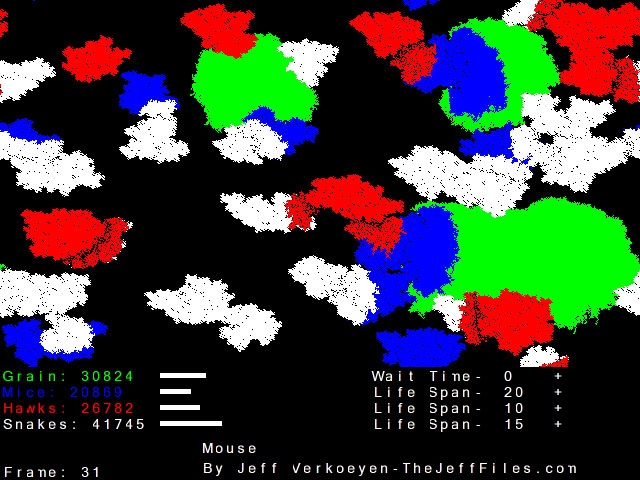 Grain: 30824 Wait Time- 0 +
Mice: 20869 Life Span- 20 +
Hawks: 26782 Life Span- 10 +
Snakes: 41745 Life Span- 15 +
Mouse
Frame: 31 By Jeff Verkoeyen-TheJeffFiles.com